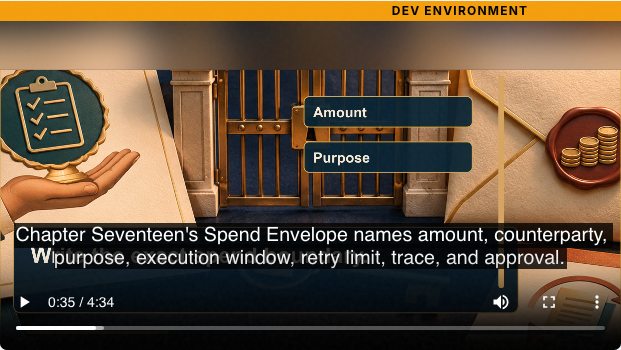 DEV ENVIRONMENT
Amount
Purpose
Chapter Seventeen's Spend Envelope names amount, counterparty,
purpose, execution window, retry limit, trace, and approval.
0:35 / 4:34